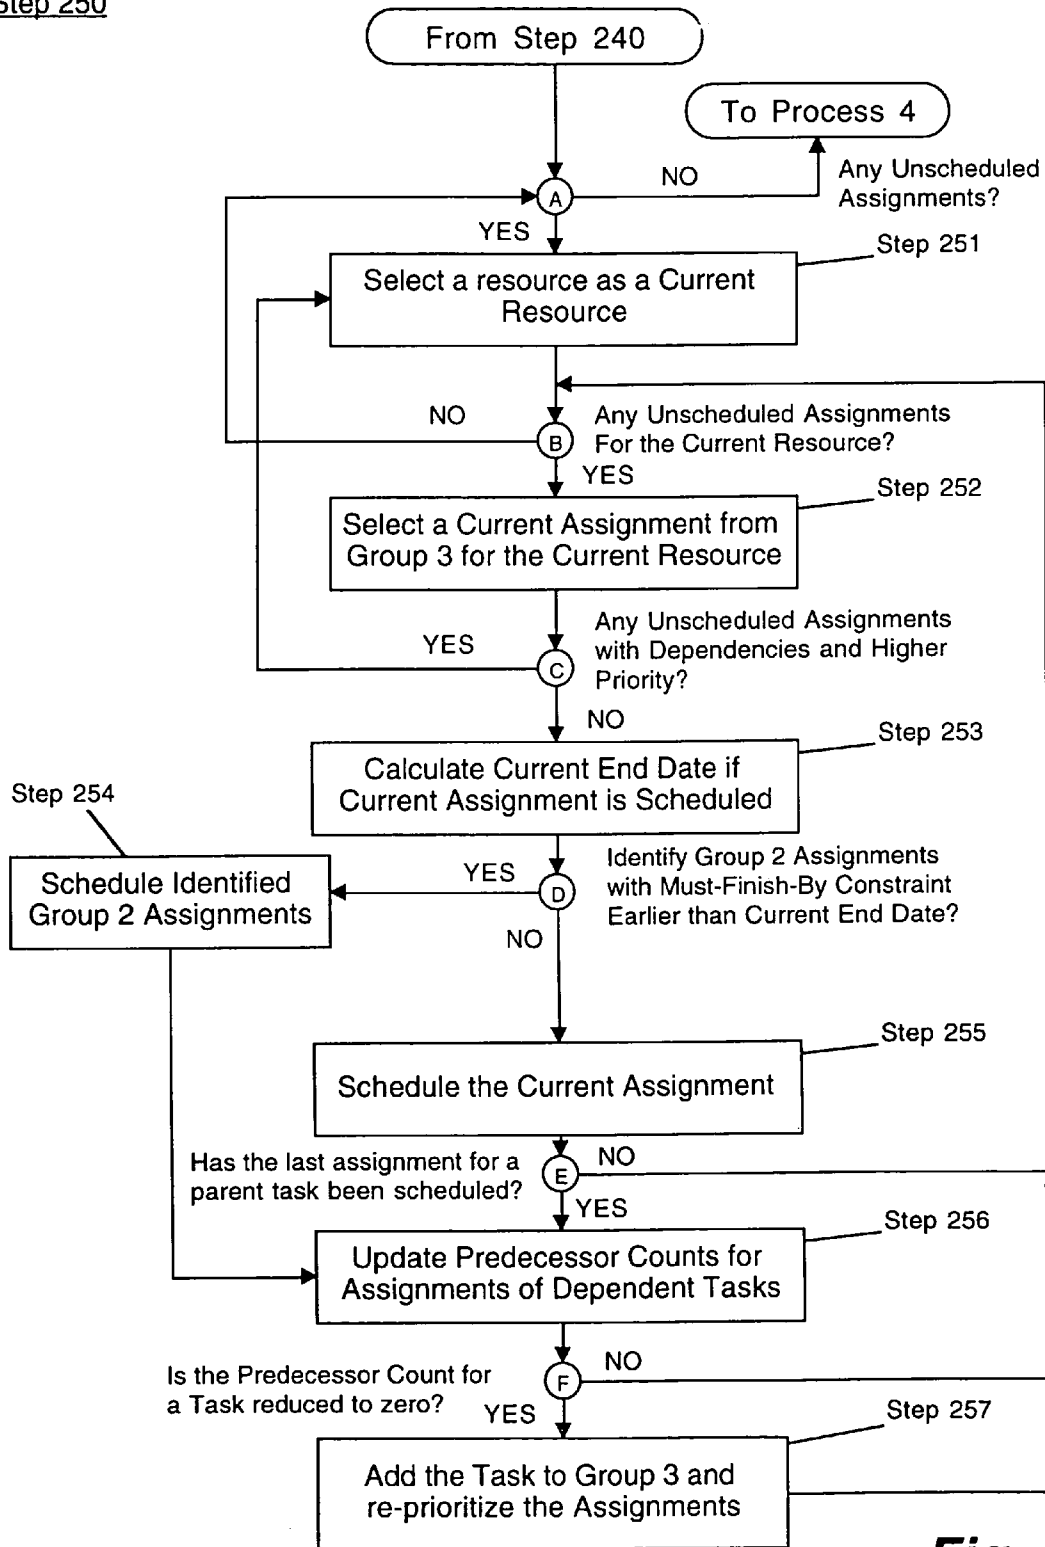 Step 250
From Step 240
To Process 4
NO
Any Unscheduled
Assignments?
A
YES
Step 251
Select a resource as a Current
Resource
NO
Any Unscheduled Assignments
For the Current Resource?
B
YES
Step 252
Select a Current Assignment from
Group 3 for the Current Resource
Any Unscheduled Assignments
with Dependencies and Higher
Priority?
YES
C
NO
Step 253
Calculate Current End Date if
Current Assignment is Scheduled
Step 254
Identify Group 2 Assignments
with Must-Finish-By Constraint
Earlier than Current End Date?
YES
D
Schedule Identified
Group 2 Assignments
NO
Step 255
Schedule the Current Assignment
Has the last assignment for a
parent task been scheduled?
NO
E
YES
Step 256
Update Predecessor Counts for
Assignments of Dependent Tasks
Is the Predecessor Count for
a Task reduced to zero?
NO
F
YES
Step 257
Add the Task to Group 3 and
re-prioritize the Assignments